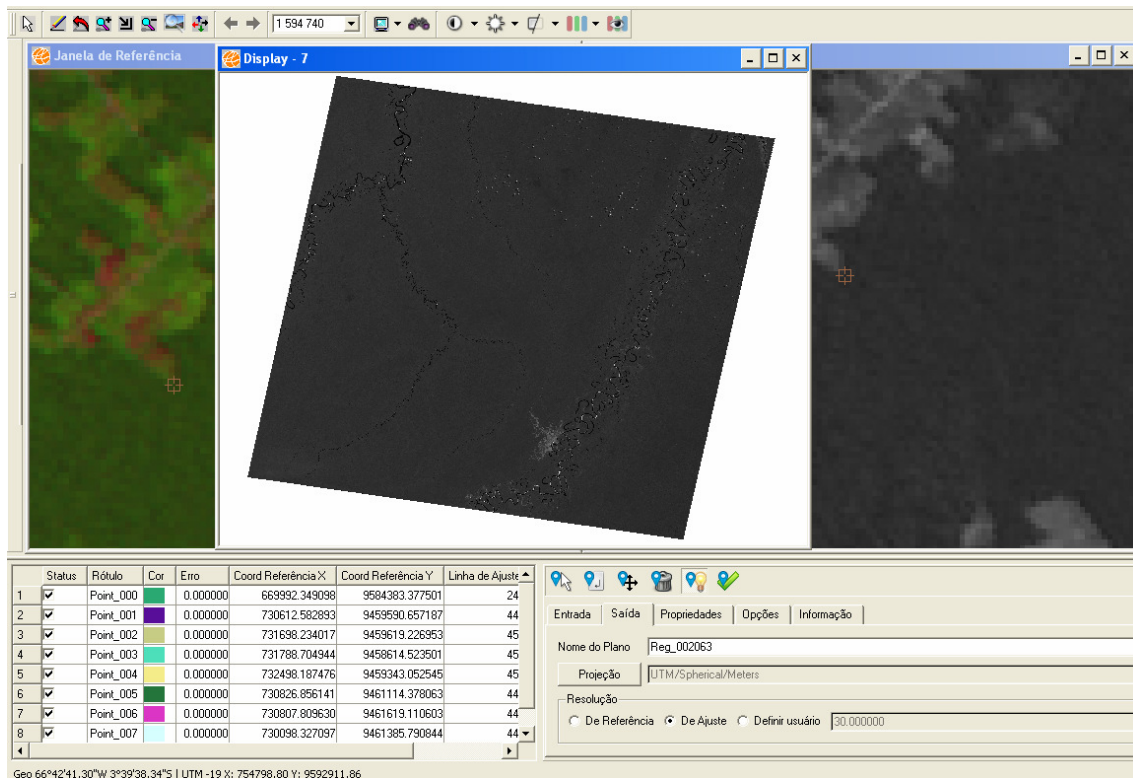 1 594 740
Janela de Referência
Display - 7
Status Rótulo Cor Erro Coord Referência X Coord Referência Y Linha de Ajuste
1 Point_000 0.000000 669992.349098 9584383.377501 24
2 Point_001 0.000000 730612.582893 9459590.657187 44
3 Point_002 0.000000 731698.234017 9459619.226953 45
4 Point_003 0.000000 731788.704944 9458614.523501 45
5 Point_004 0.000000 732498.187476 9459343.052545 45
6 Point_005 0.000000 730826.856141 9461114.378063 44
7 Point_006 0.000000 730807.809630 9461619.110603 44
8 Point_007 0.000000 730098.327097 9461385.790844 44
Entrada Saída Propriedades Opções Informação
Nome do Plano Reg_002063
Projeção UTM/Spherical/Meters
Resolução
De Referência De Ajuste Definir usuário 30.000000
Geo 66°42'41.30"W 3°39'38.34"S | UTM -19 X: 754798.80 Y: 9592911.86